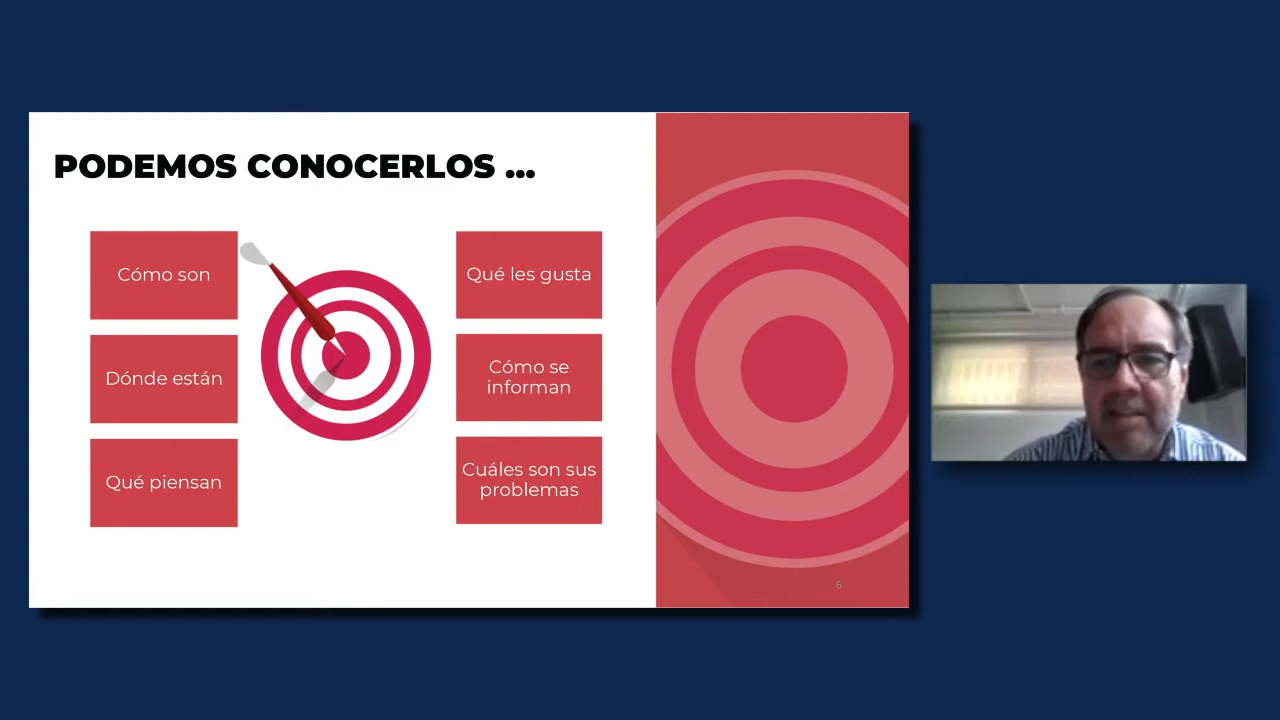 PODEMOS CONOCERLOS ...
Cómo son
Dónde están
Qué piensan
Qué les gusta
Cómo se
informan
Cuáles son sus
problemas
6